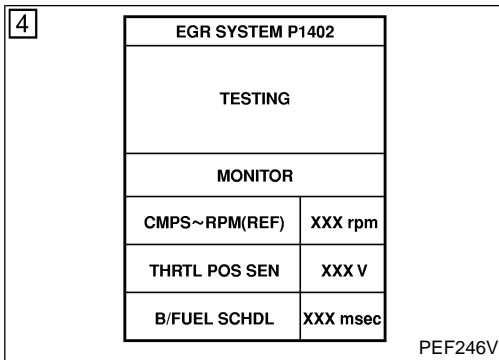 4
EGR SYSTEM P1402
TESTING
MONITOR
CMPS~RPM(REF) XXX rpm
THRTL POS SEN XXX V
B/FUEL SCHDL XXX msec
PEF246V